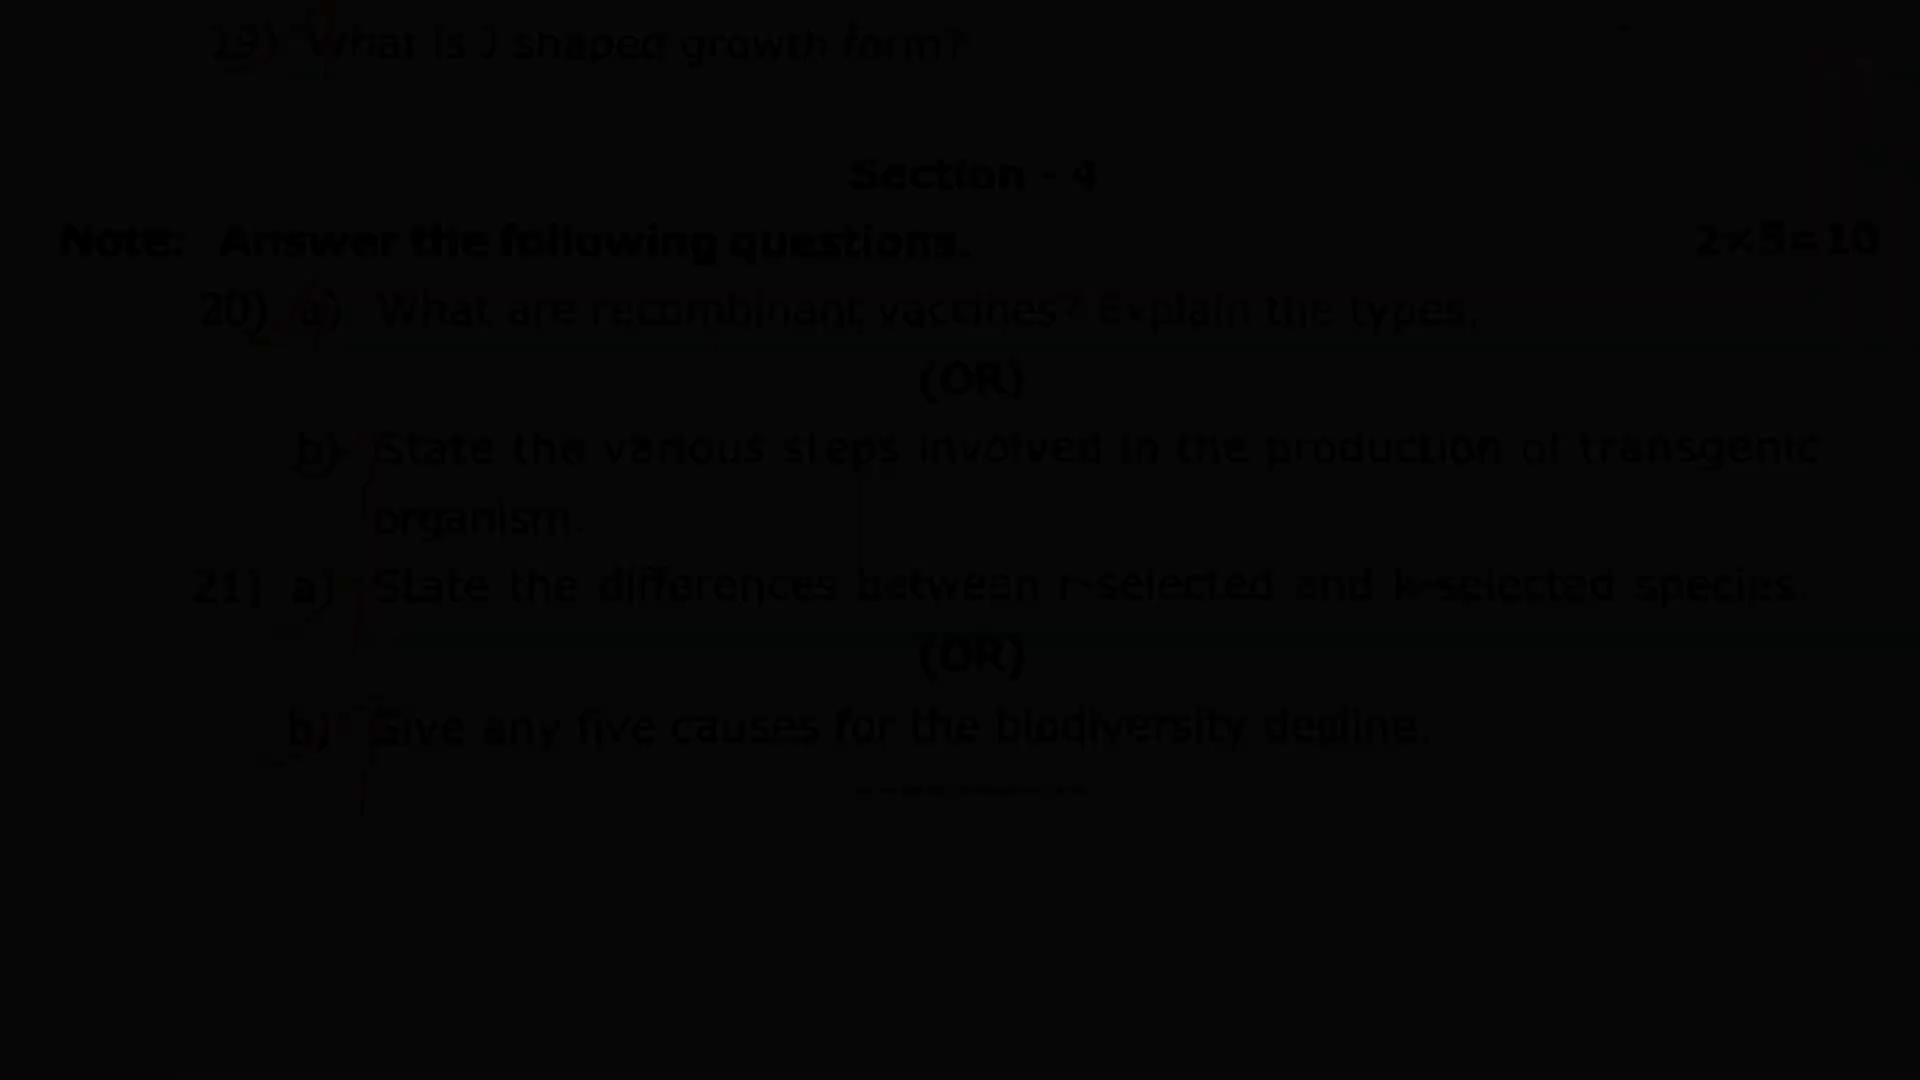 19) What is J shaped growth form?
Section - 4
Note: Answer the following questions. 2×5=10
20) a) What are recombinant vaccines? Explain the types.
(OR)
b) State the various steps involved in the production of transgenic
organism.
21) a) State the differences between r-selected and k-selected species.
(OR)
b) Give any five causes for the biodiversity decline.